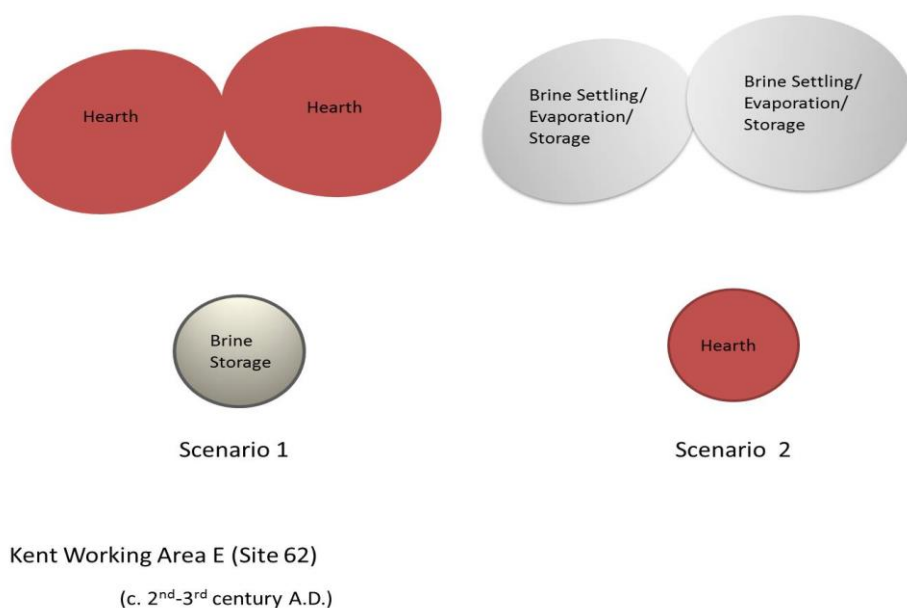 Hearth
Hearth
Brine Settling/
Evaporation/
Storage
Brine Settling/
Evaporation/
Storage
Brine
Storage
Hearth
Scenario 1
Scenario 2
Kent Working Area E (Site 62)
(c. 2nd-3rd century A.D.)